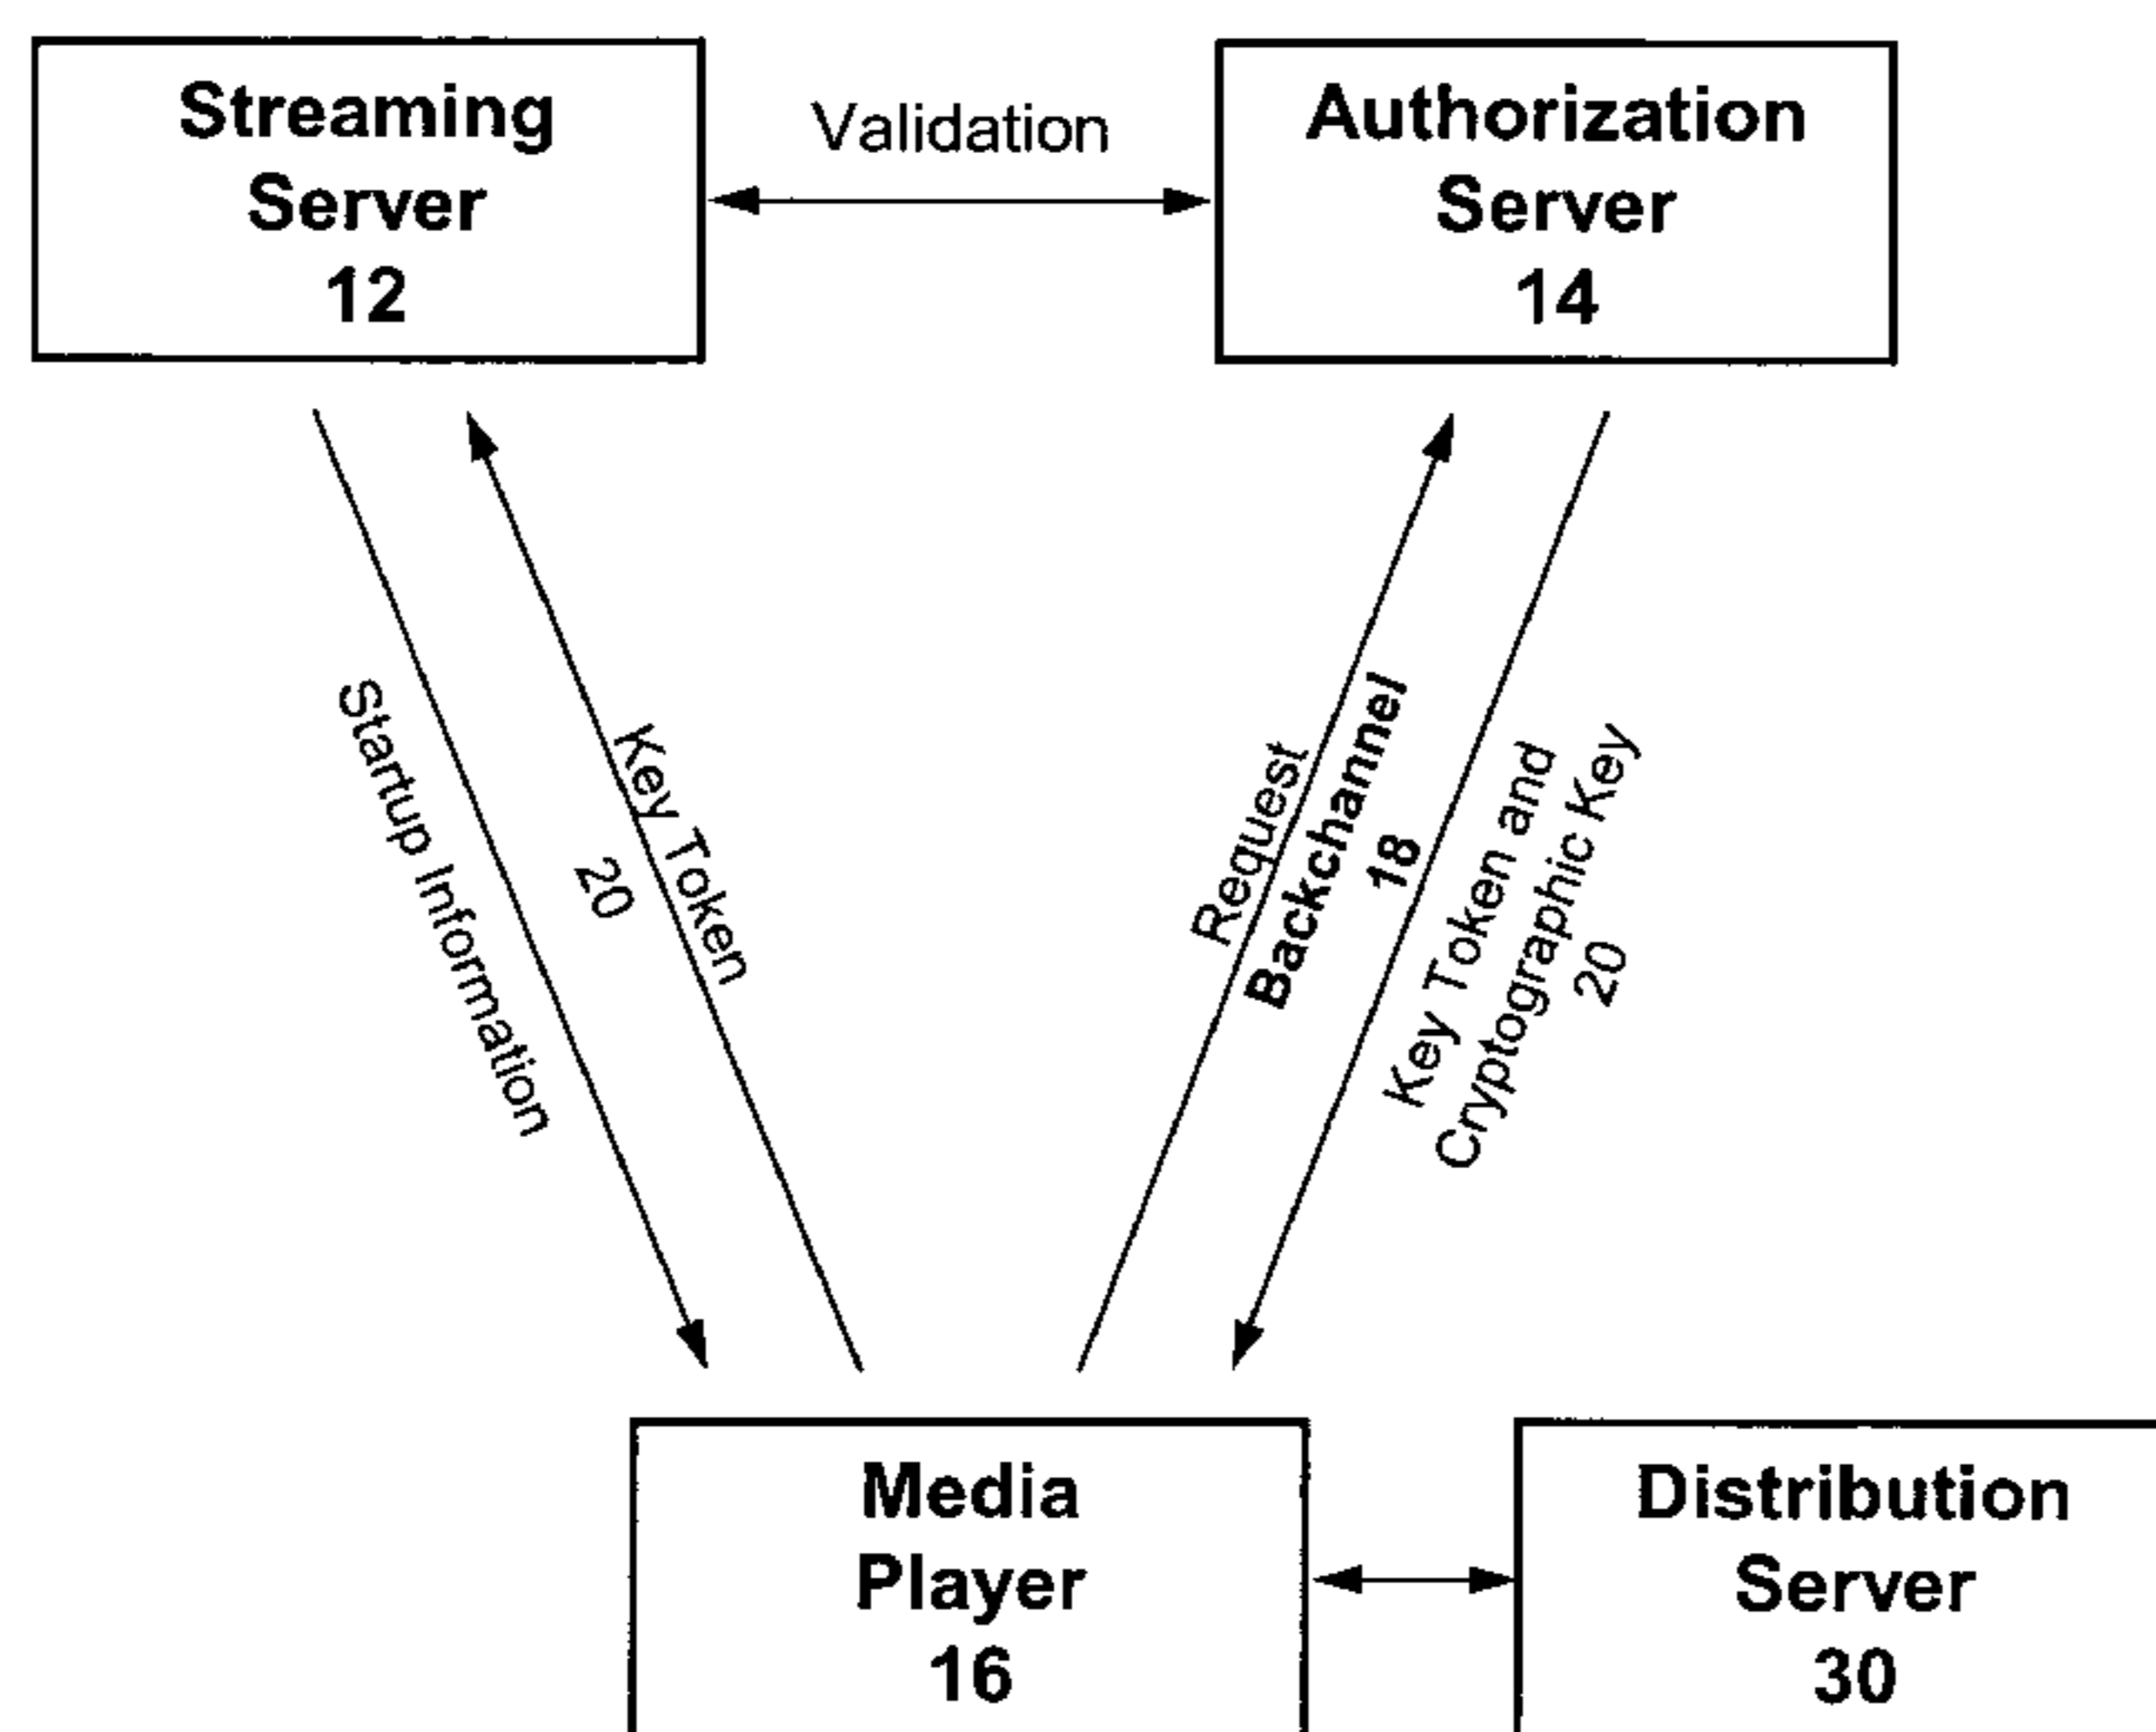 Streaming
Server
12
Validation
Authorization
Server
14
Startup Information
Key Token
20
Request
Backchannel
18
Key Token and
Cryptographic Key
20
Media
Player
16
Distribution
Server
30